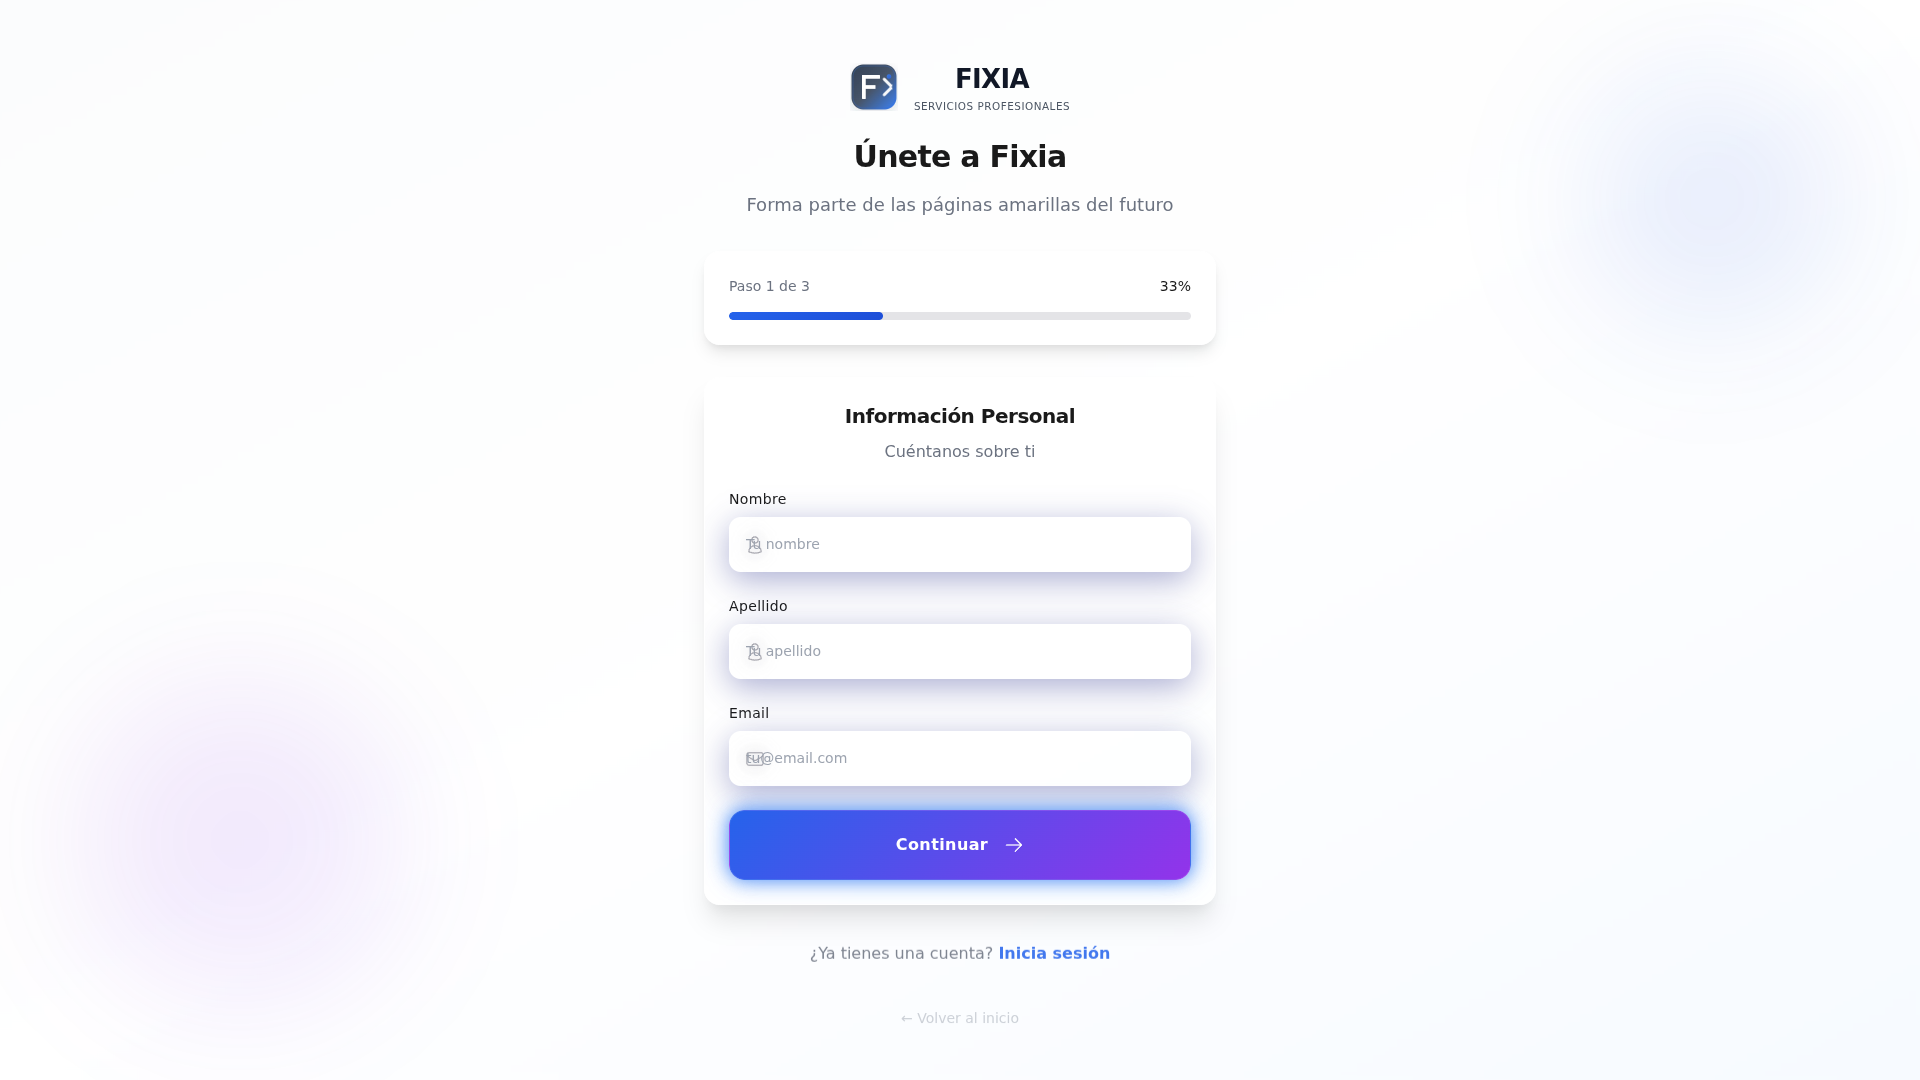 FIXIA
SERVICIOS PROFESIONALES
Únete a Fixia
Forma parte de las páginas amarillas del futuro
Paso 1 de 3
33%
Información Personal
Cuéntanos sobre ti
Nombre
Tu nombre
Apellido
Tu apellido
Email
tu@email.com
Continuar →
¿Ya tienes una cuenta? Inicia sesión
← Volver al inicio